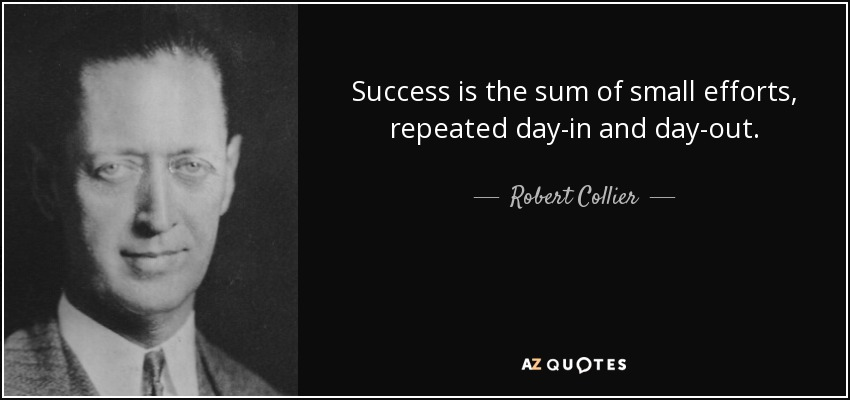 Success is the sum of small efforts,
repeated day-in and day-out.
Robert Collier
AZ QUOTES